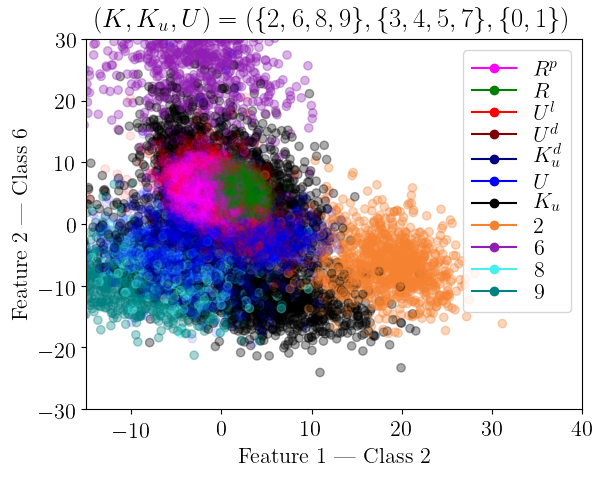 (K, K_u, U) = ({2, 6, 8, 9}, {3, 4, 5, 7}, {0, 1})
30
20
10
0
−10
−20
−30
Feature 2 — Class 6
R^p
R
U^l
U^d
K_u^d
U
K_u
2
6
8
9
−10
0
10
20
30
40
Feature 1 — Class 2